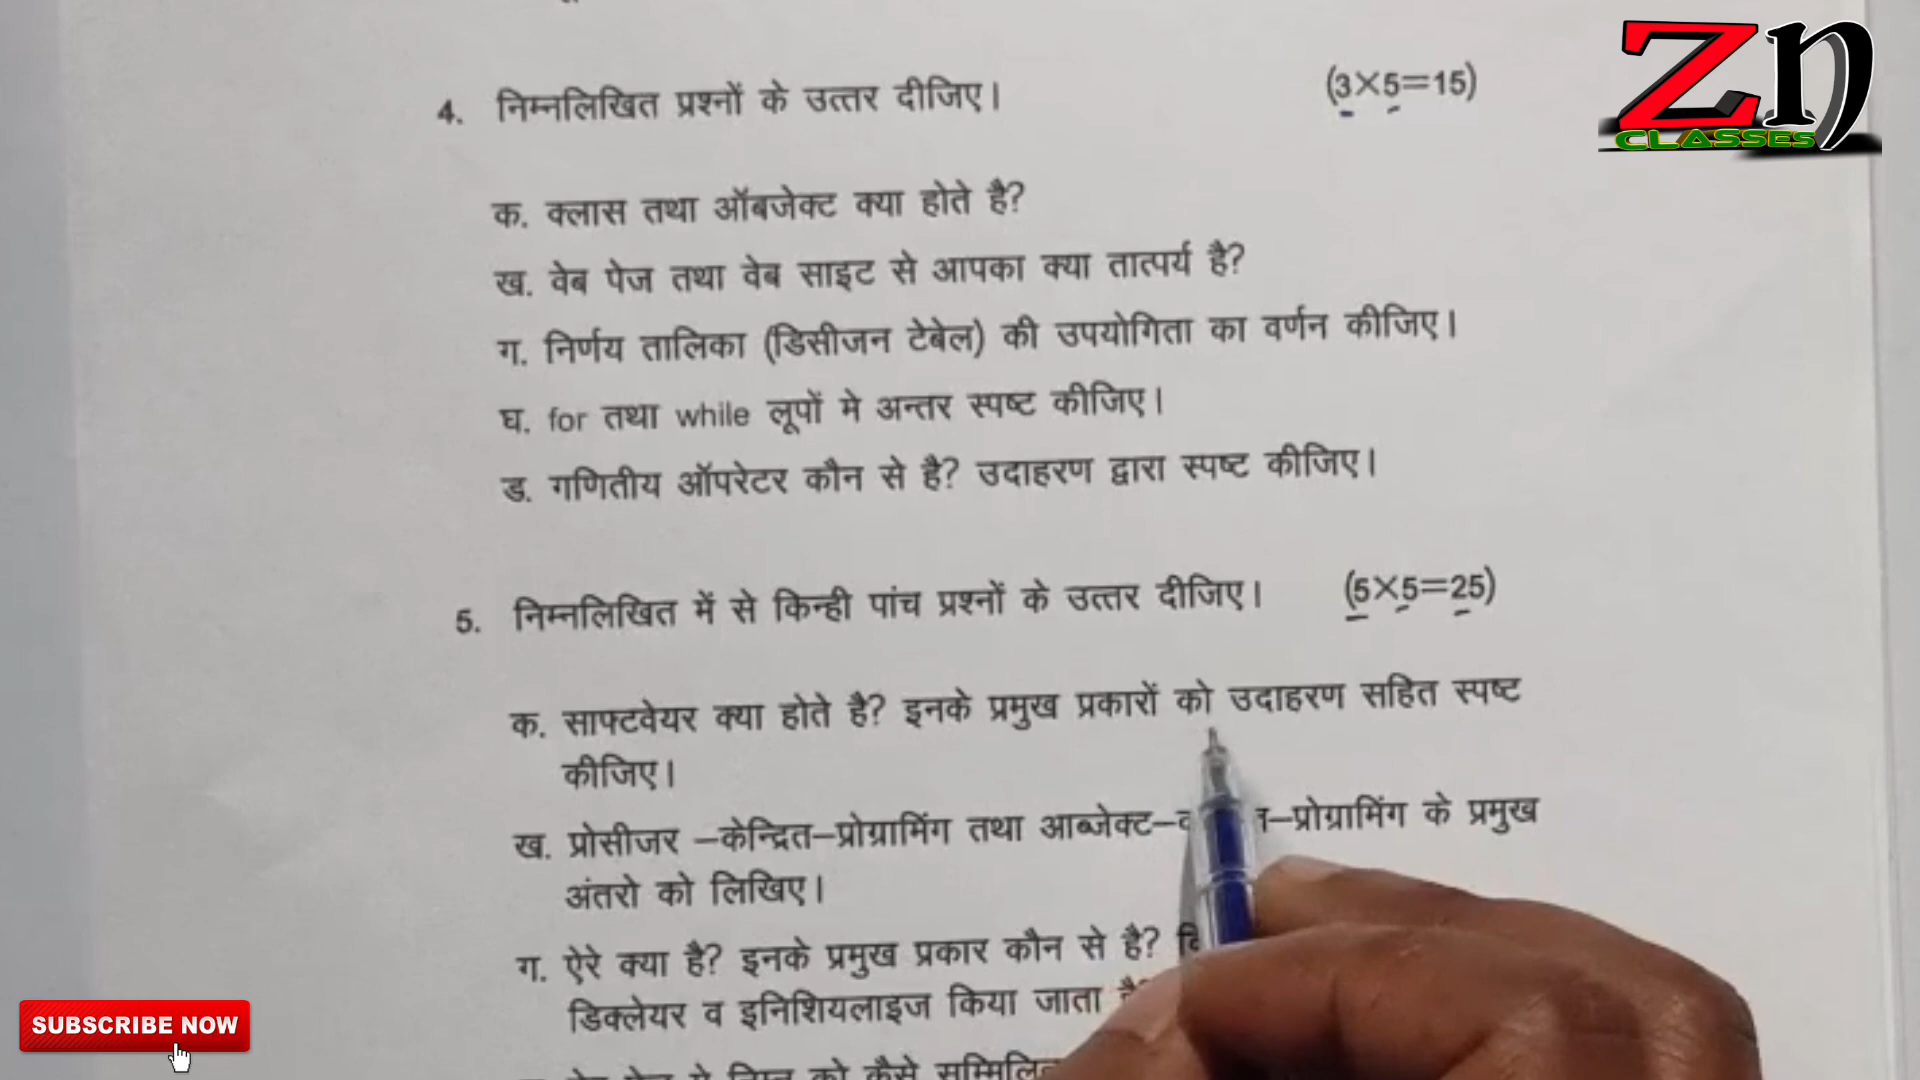 4. निम्नलिखित प्रश्नों के उत्तर दीजिए। (3×5=15)
क. क्लास तथा ऑबजेक्ट क्या होते है?
ख. वेब पेज तथा वेब साइट से आपका क्या तात्पर्य है?
ग. निर्णय तालिका (डिसीजन टेबेल) की उपयोगिता का वर्णन कीजिए।
घ. for तथा while लूपों मे अन्तर स्पष्ट कीजिए।
ड. गणितीय ऑपरेटर कौन से है? उदाहरण द्वारा स्पष्ट कीजिए।
5. निम्नलिखित में से किन्ही पांच प्रश्नों के उत्तर दीजिए। (5×5=25)
क. साफ्टवेयर क्या होते है? इनके प्रमुख प्रकारों को उदाहरण सहित स्पष्ट
कीजिए।
ख. प्रोसीजर –केन्द्रित–प्रोग्रामिंग तथा आब्जेक्ट– –प्रोग्रामिंग के प्रमुख
अंतरो को लिखिए।
ग. ऐरे क्या है? इनके प्रमुख प्रकार कौन से है?
डिक्लेयर व इनिशियलाइज किया जाता
को कैसे
Zn
CLASSES
SUBSCRIBE NOW